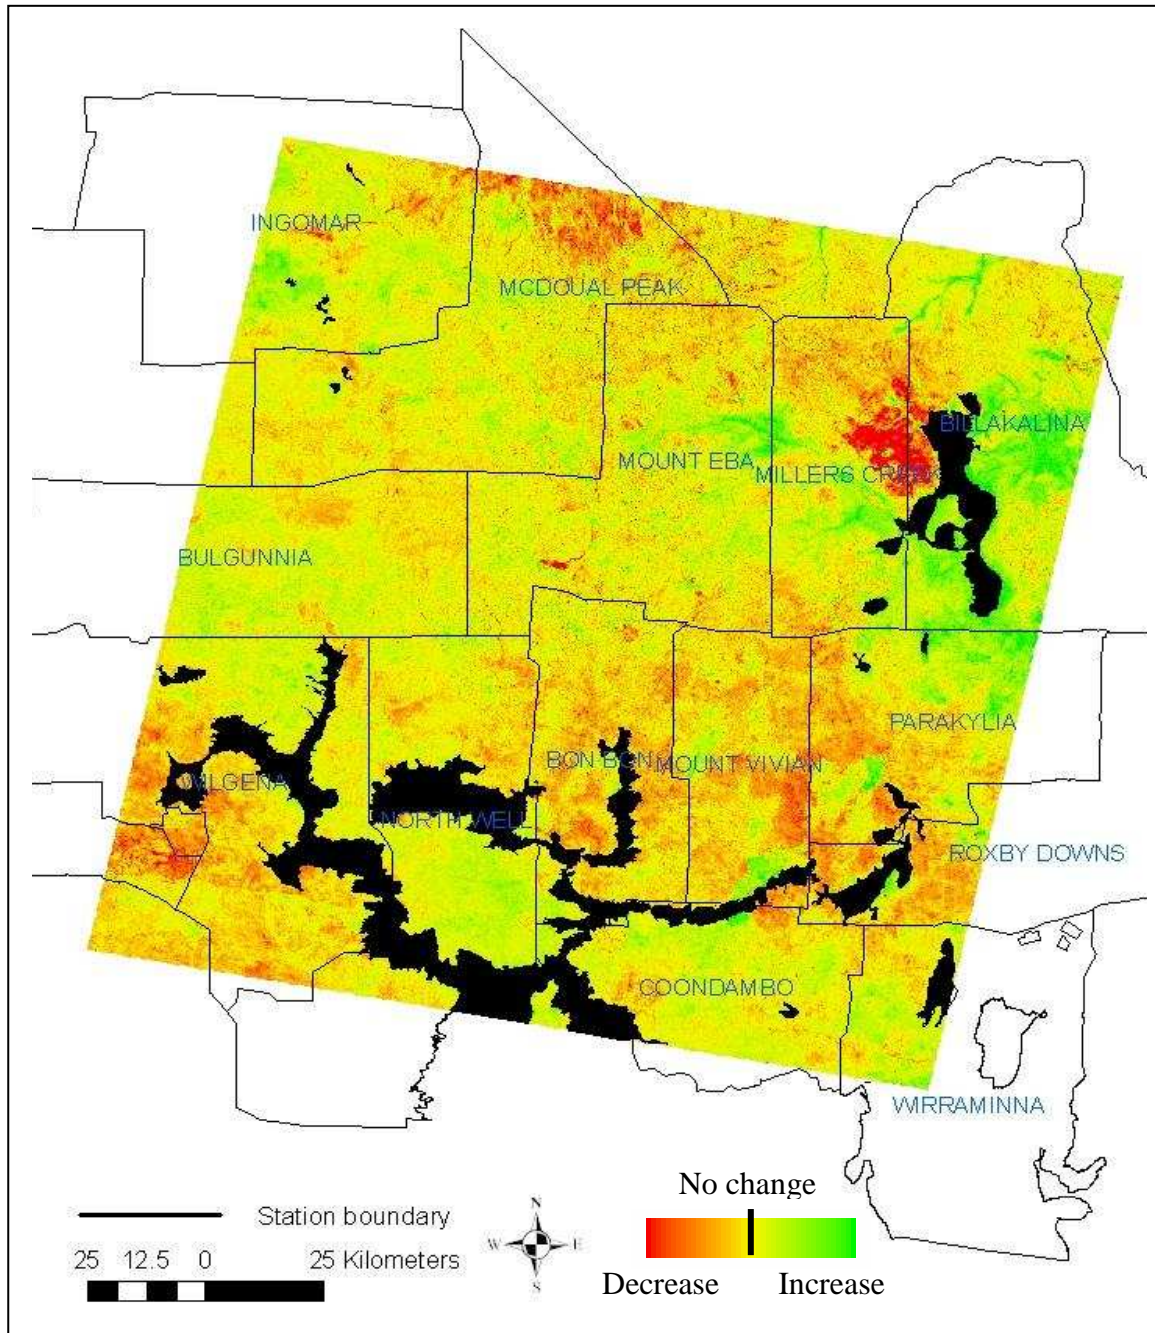 INGOMAR
MCDOUAL PEAK
BILLAKALINA
MOUNT EBA
MILLERS CREEK
BULGUNNIA
PARAKYLIA
BON BON
MOUNT VIVIAN
WILGENA
NORTH WELL
ROXBY DOWNS
COONDAMBO
WIRRAMINNA
No change
Station boundary
N
W E
S
25 12.5 0 25 Kilometers
Decrease Increase